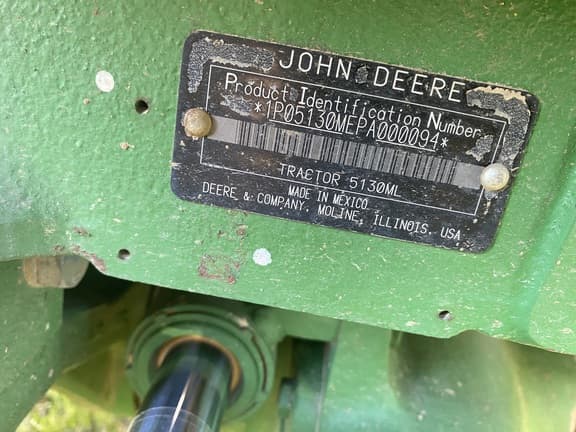 JOHN DEERE
Product Identification Number
*1P05130MEPA000094*
TRACTOR 5130ML
MADE IN MEXICO
DEERE & COMPANY, MOLINE, ILLINOIS, USA